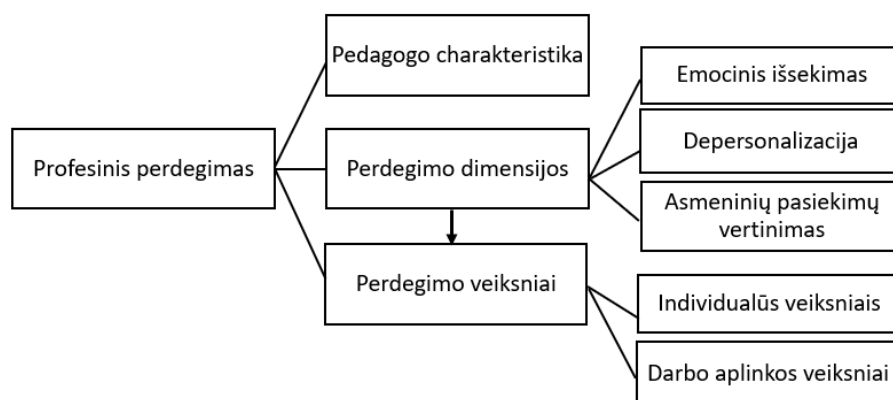 Pedagogo charakteristika
Emocinis išsekimas
Profesinis perdegimas
Perdegimo dimensijos
Depersonalizacija
Asmeninių pasiekimų
vertinimas
Perdegimo veiksniai
Individualūs veiksniais
Darbo aplinkos veiksniai